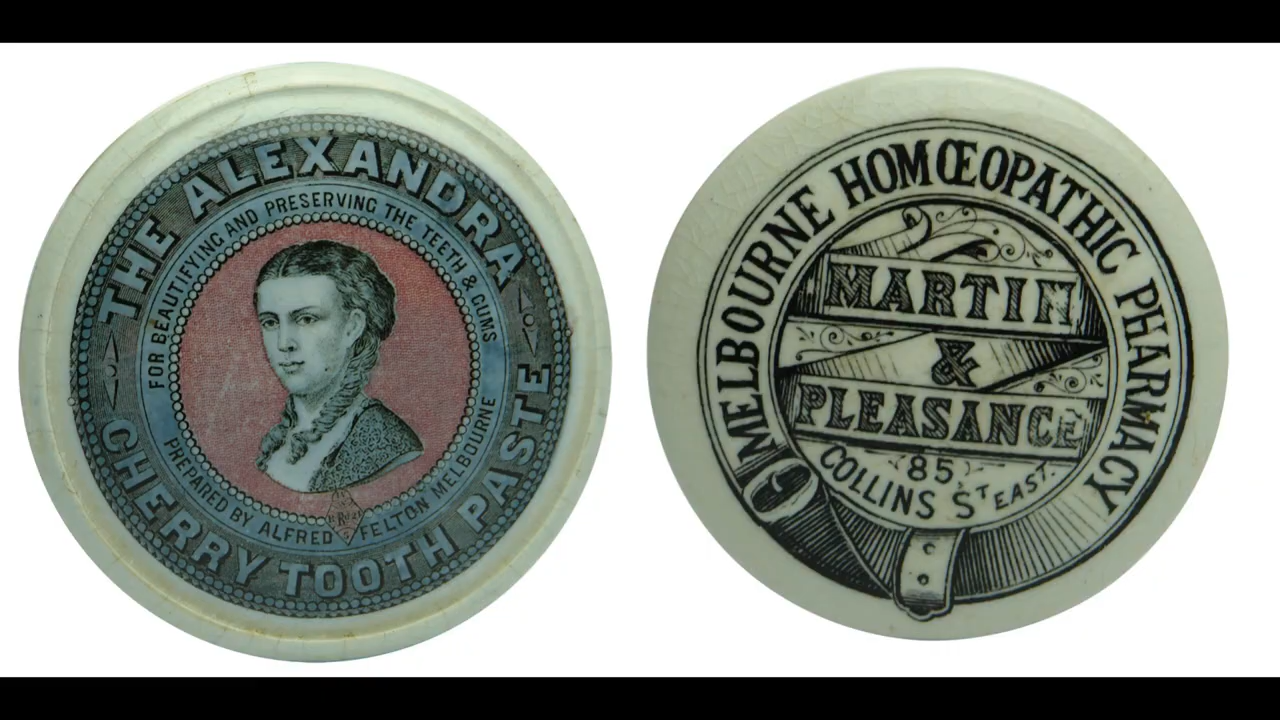 THE ALEXANDRA
CHERRY TOOTH PASTE
FOR BEAUTIFYING AND PRESERVING THE TEETH & GUMS
PREPARED BY ALFRED FELTON MELBOURNE
MELBOURNE HOMŒOPATHIC PHARMACY
MARTIN
&
PLEASANCE
85,
COLLINS ST EAST.